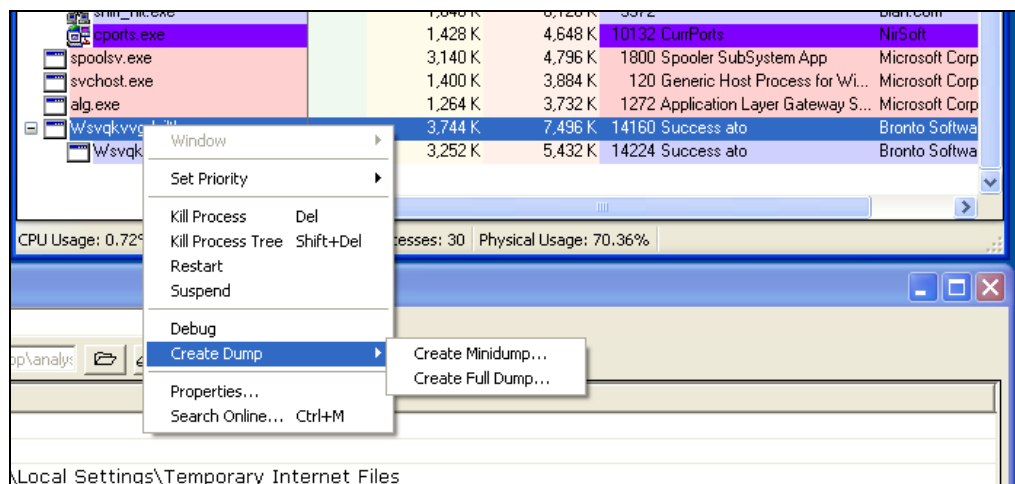 cports.exe 1,428 K 4,648 K 10132 CurrPorts NirSoft
spoolsv.exe 3,140 K 4,796 K 1800 Spooler SubSystem App Microsoft Corp
svchost.exe 1,400 K 3,884 K 120 Generic Host Process for Wi... Microsoft Corp
alg.exe 1,264 K 3,732 K 1272 Application Layer Gateway S... Microsoft Corp
3,744 K 7,496 K 14160 Success ato Bronto Softwa
Wsvqk 3,252 K 5,432 K 14224 Success ato Bronto Softwa
Window
Set Priority
Kill Process Del
Kill Process Tree Shift+Del
Restart
Suspend
Debug
Create Dump
Properties...
Search Online... Ctrl+M
Create Minidump...
Create Full Dump...
CPU Usage: 0.72% esses: 30 Physical Usage: 70.36%
op\analys
\Local Settings\Temporary Internet Files